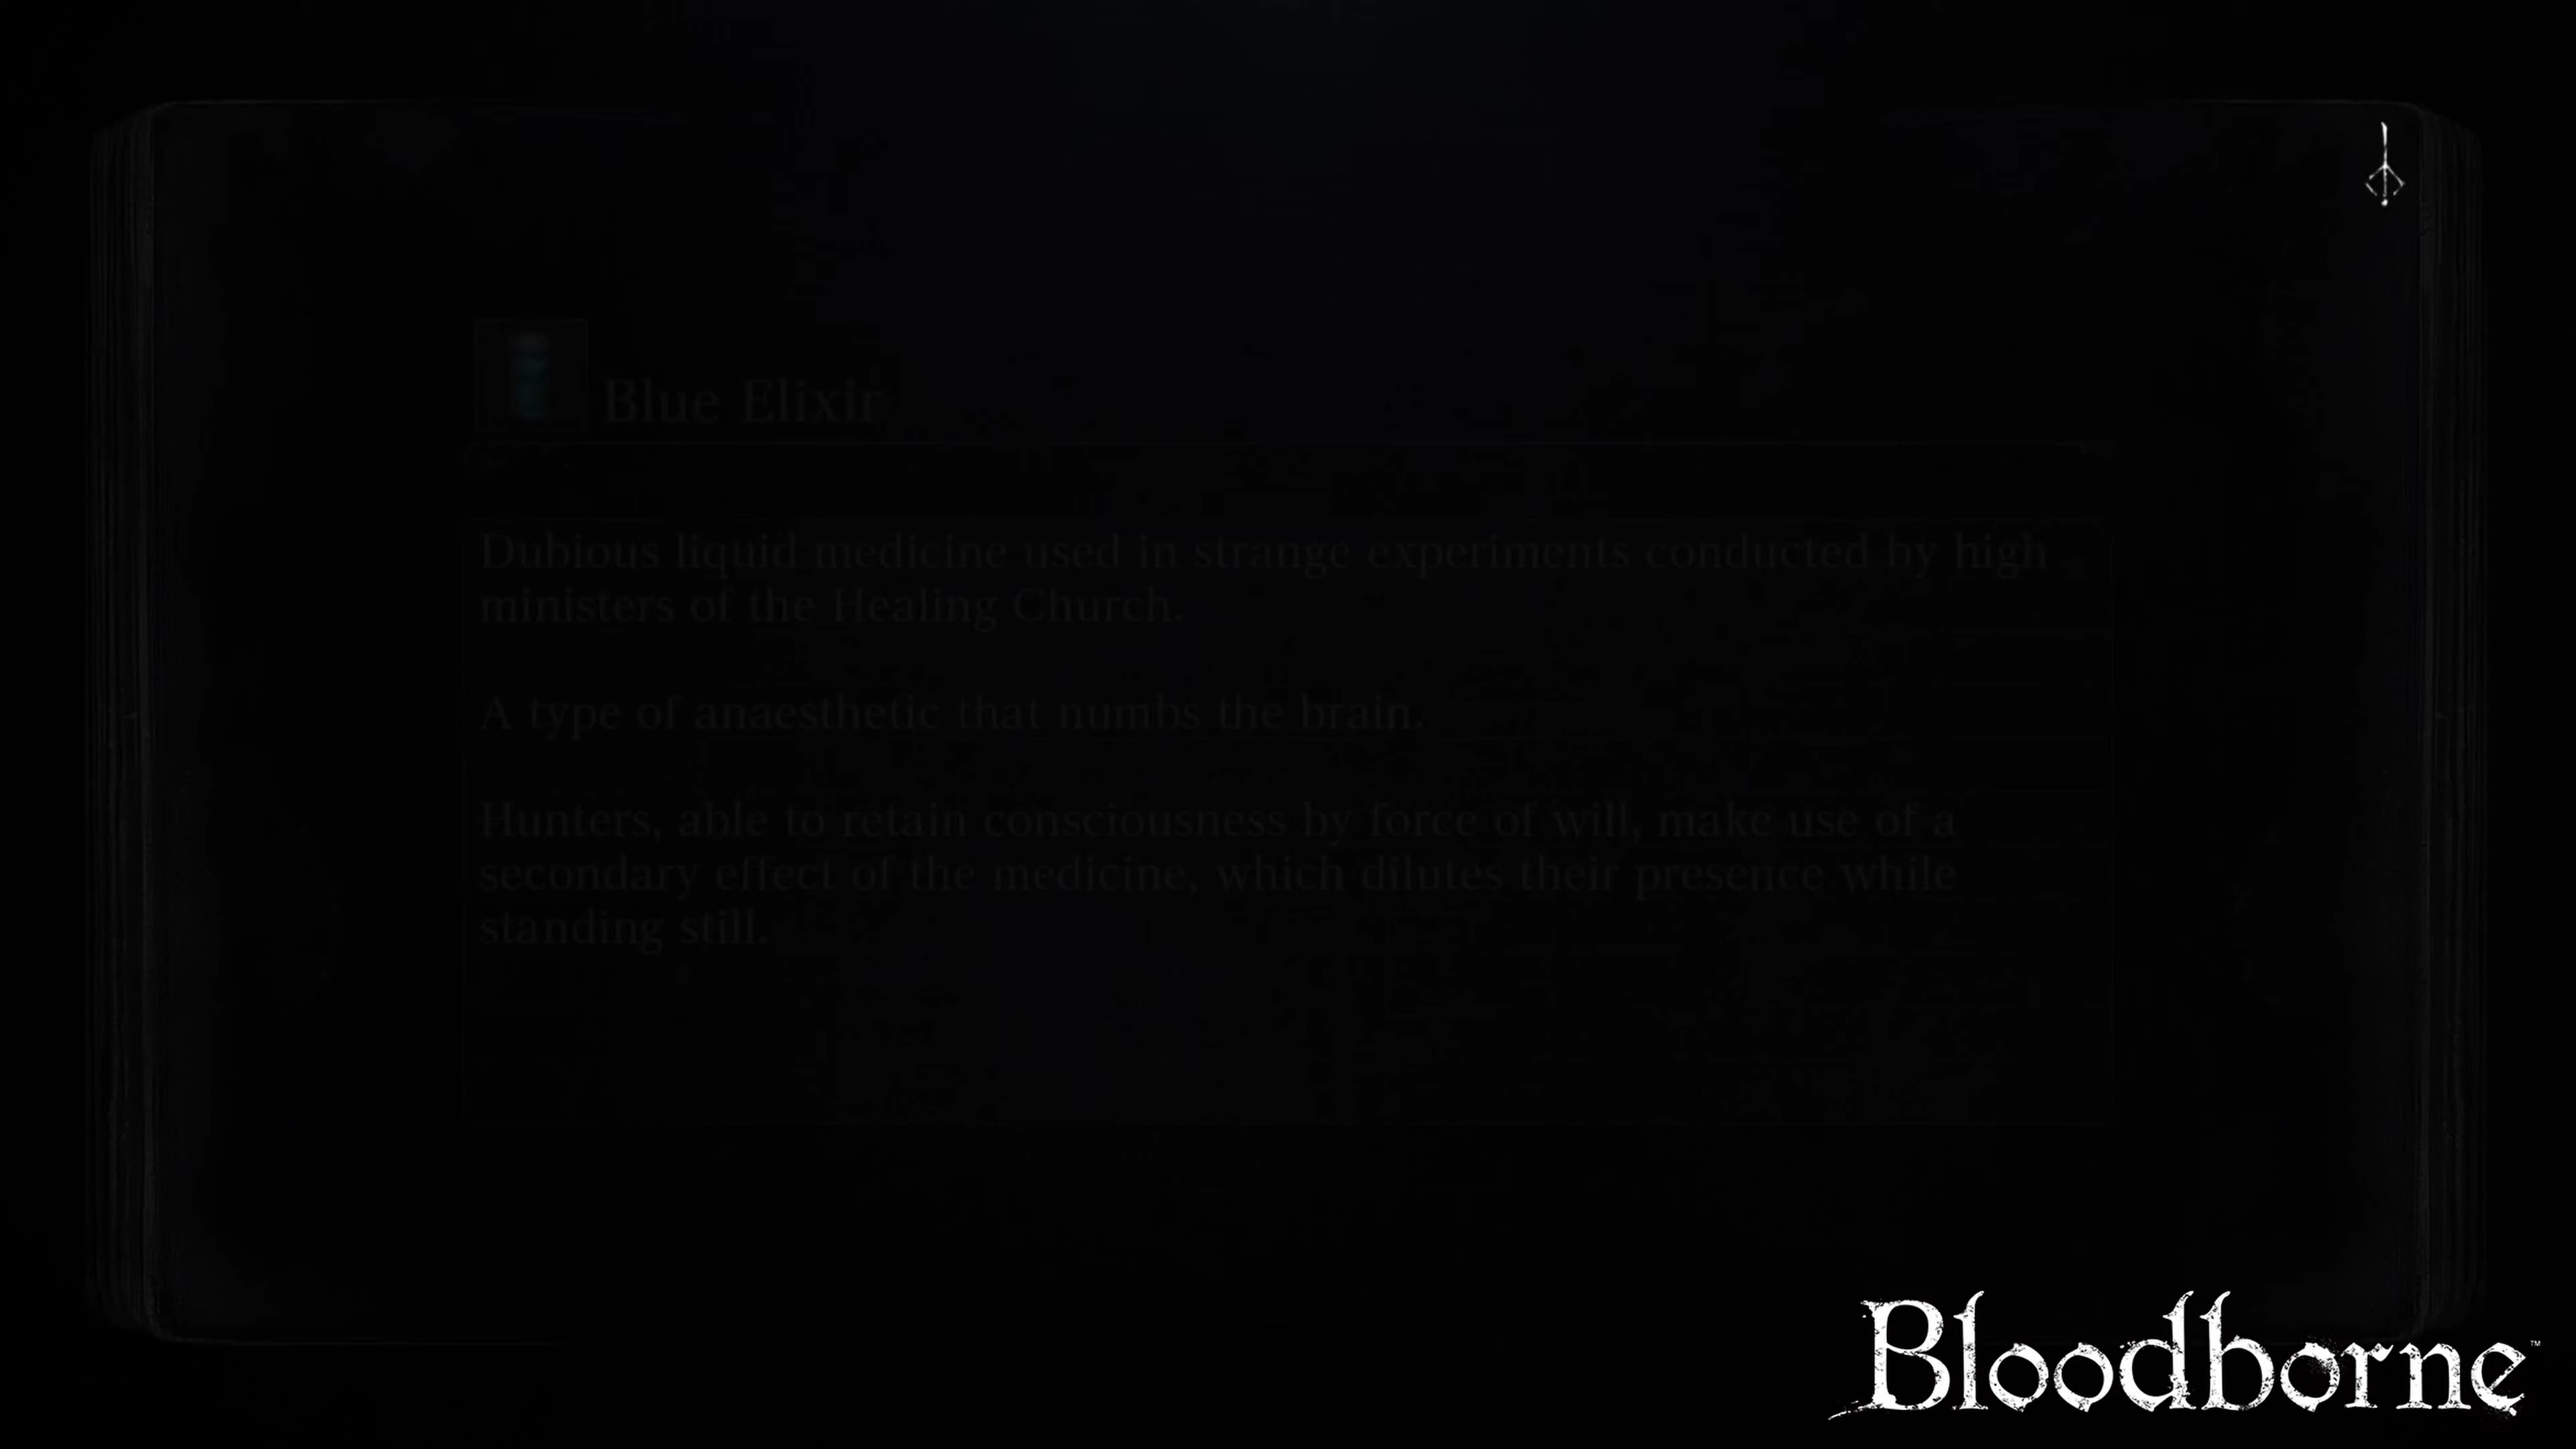 Blue Elixir
Dubious liquid medicine used in strange experiments conducted by high
ministers of the Healing Church.
A type of anaesthetic that numbs the brain.
Hunters, able to retain consciousness by force of will, make use of a
secondary effect of the medicine, which dilutes their presence while
standing still.
Bloodborne™